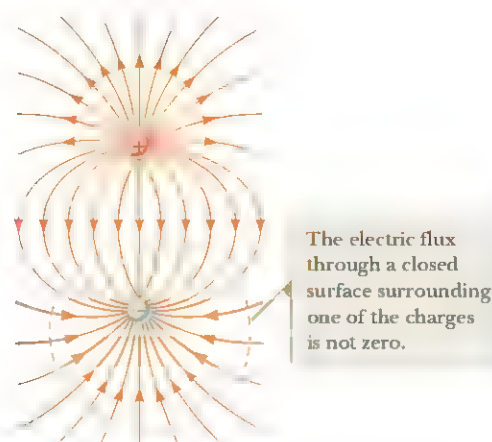 The electric flux
through a closed
surface surrounding
one of the charges
is not zero.